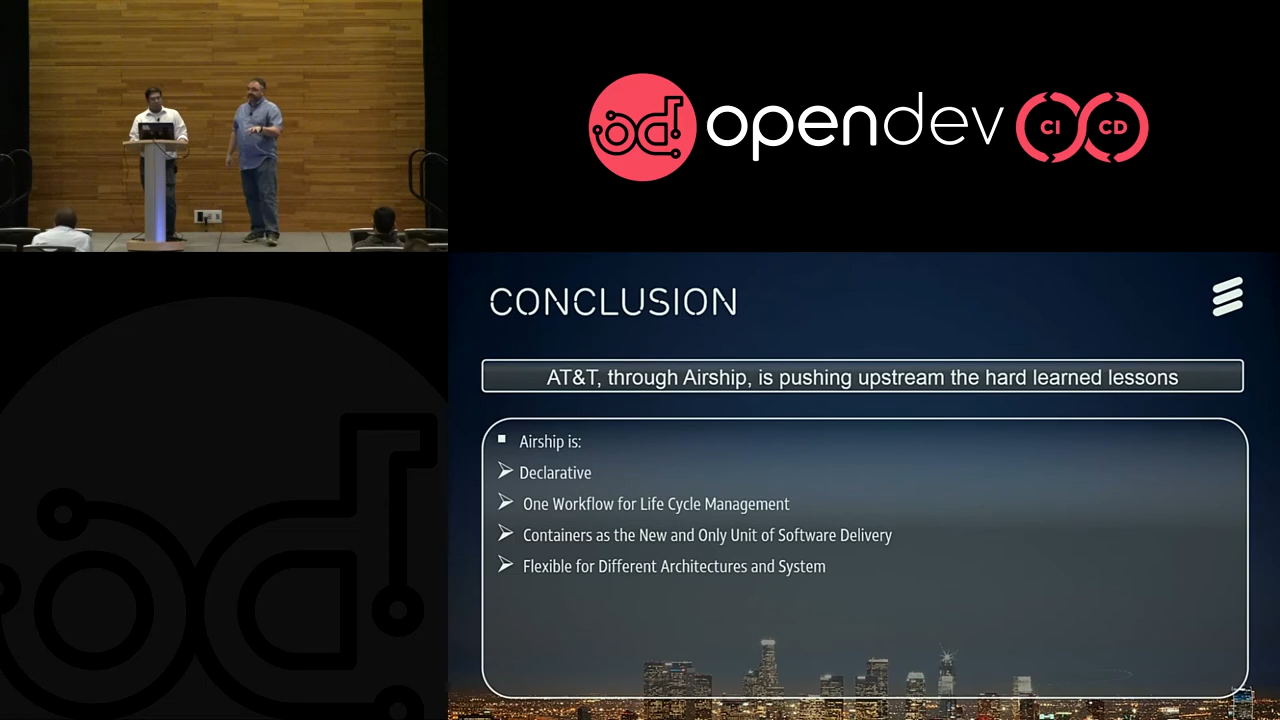 od opendev CI CD
CONCLUSION
AT&T, through Airship, is pushing upstream the hard learned lessons
Airship is:
Declarative
One Workflow for Life Cycle Management
Containers as the New and Only Unit of Software Delivery
Flexible for Different Architectures and System